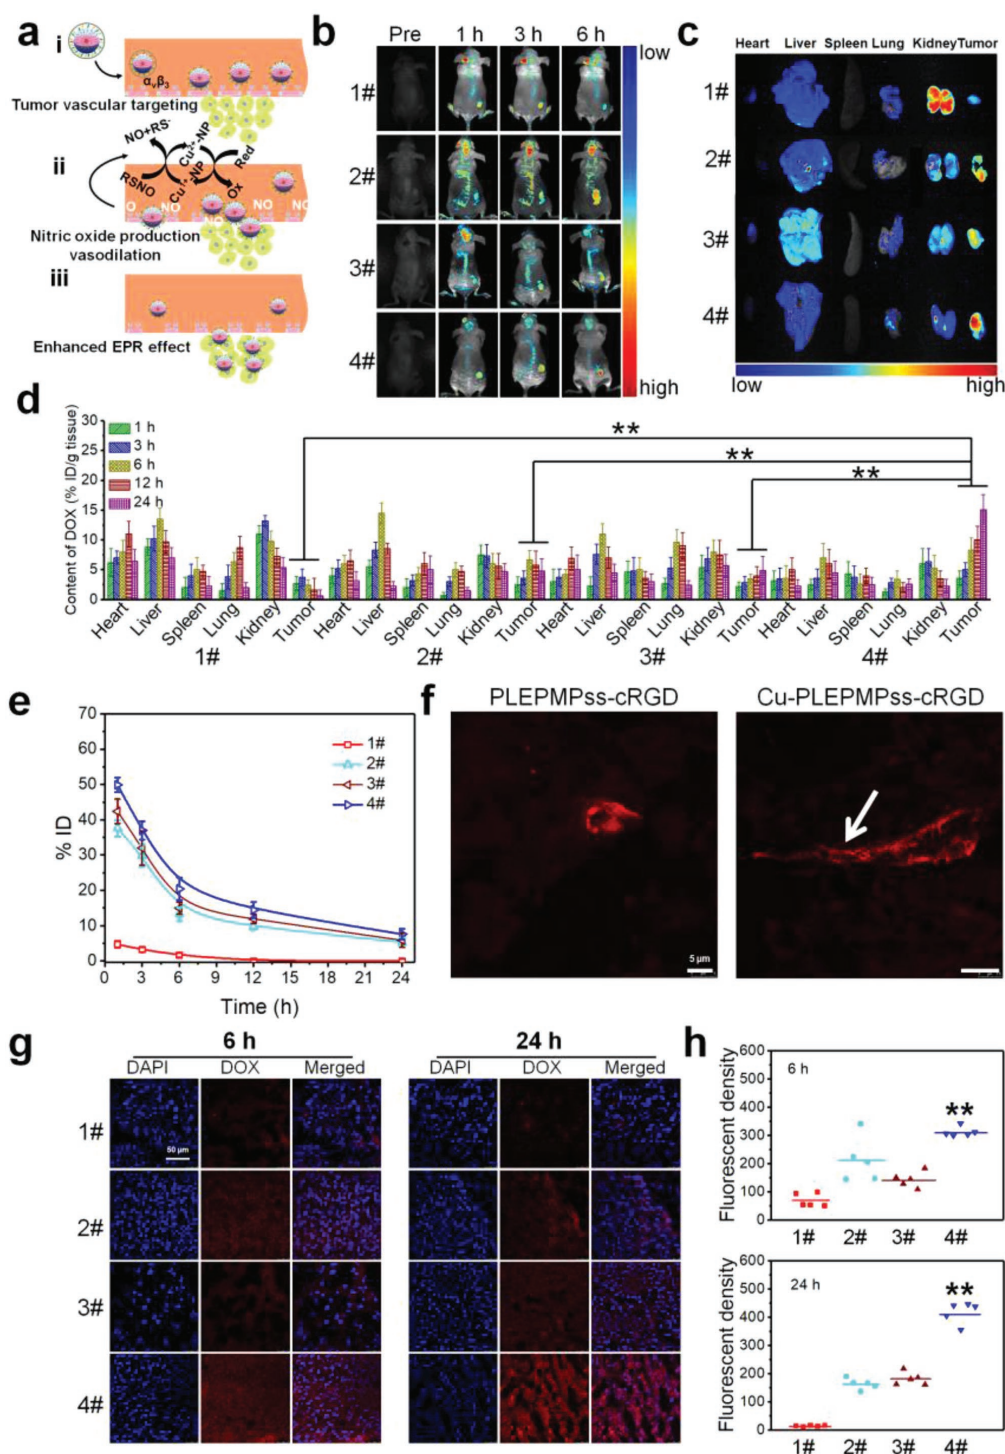 a
i
αvβ3
Tumor vascular targeting
NO+RS-
Cu2+-NP
Red
ii
RSNO
Cu+-NP
Ox
O NO NO NO N
NO
Nitric oxide production
vasodilation
iii
Enhanced EPR effect
b
Pre 1 h 3 h 6 h
low
1#
2#
3#
4#
high
c
Heart Liver Spleen Lung Kidney Tumor
1#
2#
3#
4#
low high
d
Content of DOX (% ID/g tissue)
30
25
20
15
10
5
0
1 h
3 h
6 h
12 h
24 h
**
**
**
Heart Liver Spleen Lung Kidney Tumor Heart Liver Spleen Lung Kidney Tumor Heart Liver Spleen Lung Kidney Tumor Heart Liver Spleen Lung Kidney Tumor
1# 2# 3# 4#
e
% ID
70
60
50
40
30
20
10
0
1#
2#
3#
4#
0 3 6 9 12 15 18 21 24
Time (h)
f
PLEPMPss-cRGD Cu-PLEPMPss-cRGD
5 μm
g
6 h 24 h
DAPI DOX Merged DAPI DOX Merged
1#
50 μm
2#
3#
4#
h
Fluorescent density
600
500
400
300
200
100
0
6 h
**
1# 2# 3# 4#
Fluorescent density
600
500
400
300
200
100
0
24 h
**
1# 2# 3# 4#